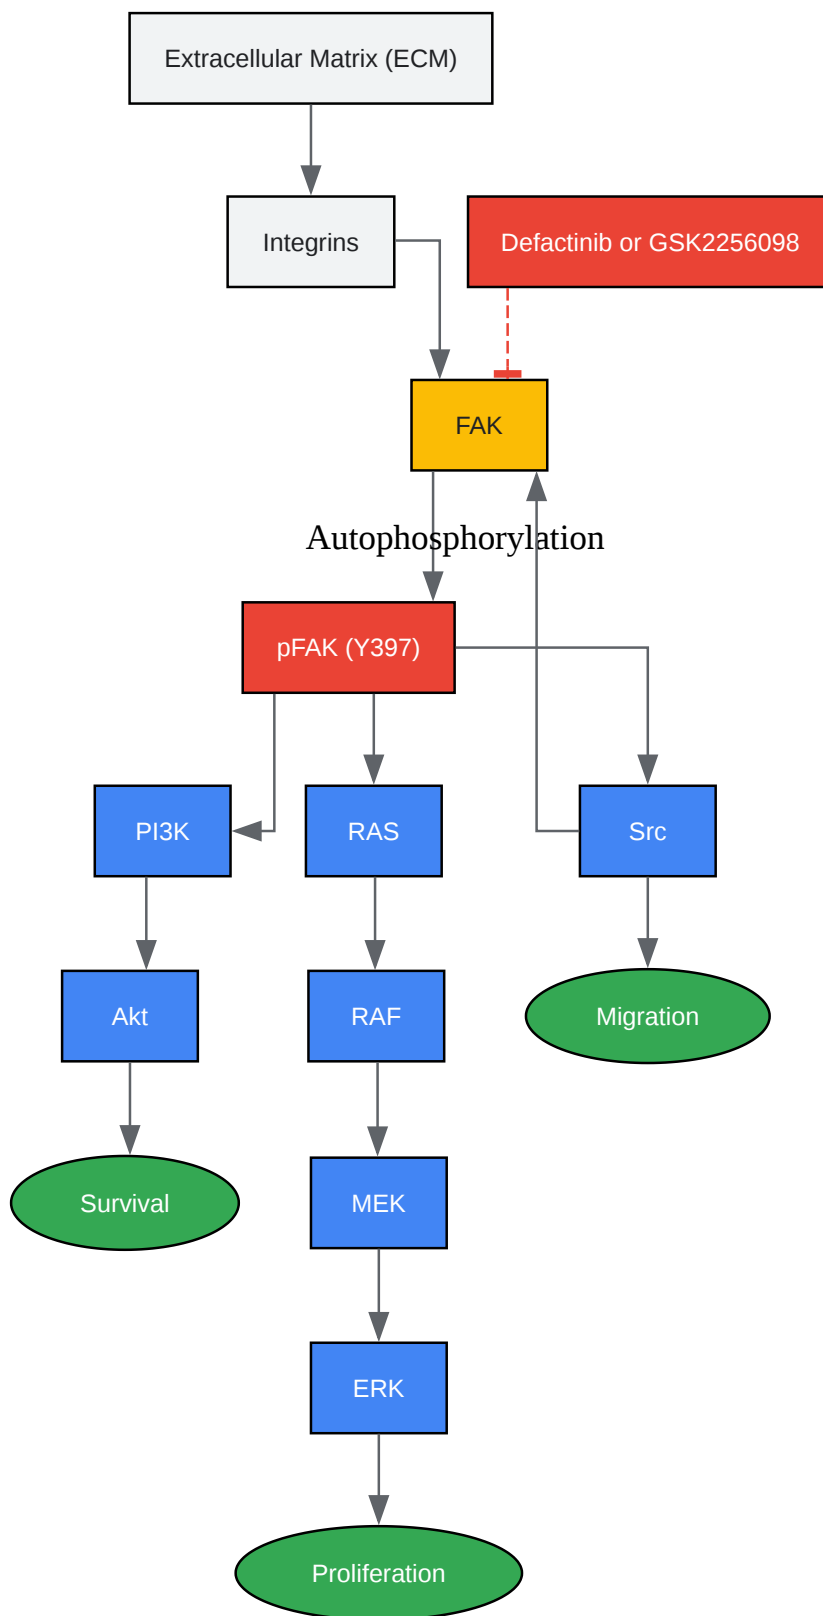 Extracellular Matrix (ECM)
Integrins
Defactinib or GSK2256098
FAK
Autophosphorylation
pFAK (Y397)
PI3K
RAS
Src
Akt
RAF
Migration
Survival
MEK
ERK
Proliferation